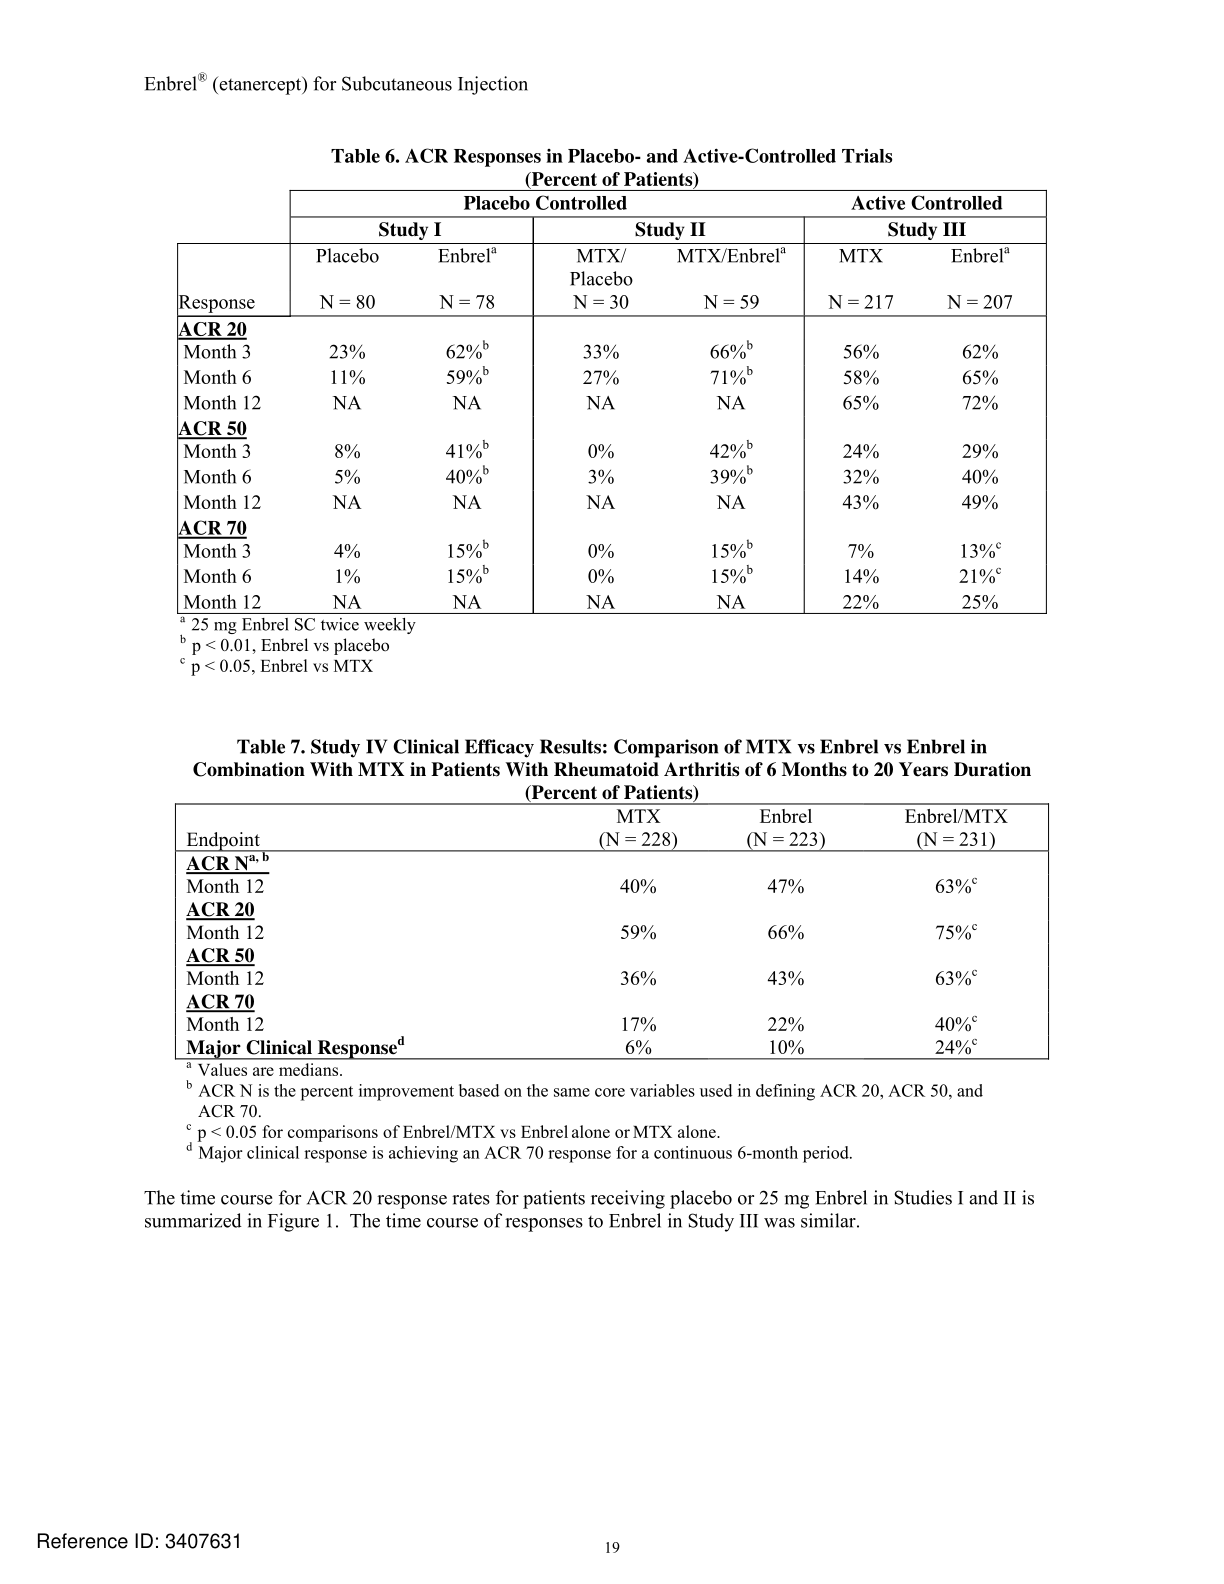 Enbrel® (etanercept) for Subcutaneous Injection
Table 6. ACR Responses in Placebo- and Active-Controlled Trials
(Percent of Patients)
Placebo Controlled Active Controlled
Study I Study II Study III
Placebo Enbrelᵃ MTX/ MTX/Enbrelᵃ MTX Enbrelᵃ
Placebo
Response N = 80 N = 78 N = 30 N = 59 N = 217 N = 207
ACR 20
Month 3 23% 62%ᵇ 33% 66%ᵇ 56% 62%
Month 6 11% 59%ᵇ 27% 71%ᵇ 58% 65%
Month 12 NA NA NA NA 65% 72%
ACR 50
Month 3 8% 41%ᵇ 0% 42%ᵇ 24% 29%
Month 6 5% 40%ᵇ 3% 39%ᵇ 32% 40%
Month 12 NA NA NA NA 43% 49%
ACR 70
Month 3 4% 15%ᵇ 0% 15%ᵇ 7% 13%ᶜ
Month 6 1% 15%ᵇ 0% 15%ᵇ 14% 21%ᶜ
Month 12 NA NA NA NA 22% 25%
ᵃ 25 mg Enbrel SC twice weekly
ᵇ p < 0.01, Enbrel vs placebo
ᶜ p < 0.05, Enbrel vs MTX
Table 7. Study IV Clinical Efficacy Results: Comparison of MTX vs Enbrel vs Enbrel in
Combination With MTX in Patients With Rheumatoid Arthritis of 6 Months to 20 Years Duration
(Percent of Patients)
MTX Enbrel Enbrel/MTX
Endpoint (N = 228) (N = 223) (N = 231)
ACR Nᵃ, ᵇ
Month 12 40% 47% 63%ᶜ
ACR 20
Month 12 59% 66% 75%ᶜ
ACR 50
Month 12 36% 43% 63%ᶜ
ACR 70
Month 12 17% 22% 40%ᶜ
Major Clinical Responseᵈ 6% 10% 24%ᶜ
ᵃ Values are medians.
ᵇ ACR N is the percent improvement based on the same core variables used in defining ACR 20, ACR 50, and
ACR 70.
ᶜ p < 0.05 for comparisons of Enbrel/MTX vs Enbrel alone or MTX alone.
ᵈ Major clinical response is achieving an ACR 70 response for a continuous 6-month period.
The time course for ACR 20 response rates for patients receiving placebo or 25 mg Enbrel in Studies I and II is
summarized in Figure 1. The time course of responses to Enbrel in Study III was similar.
Reference ID: 3407631
19